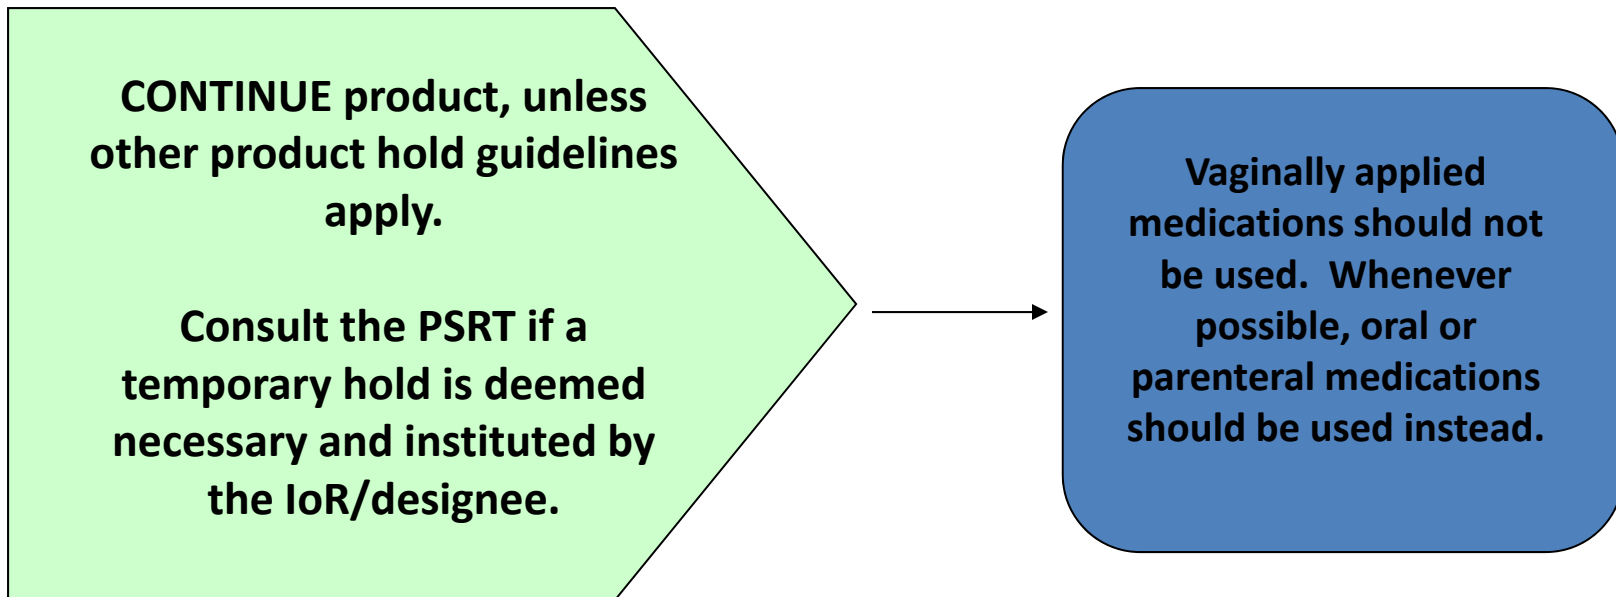 CONTINUE product, unless
other product hold guidelines
apply.
Consult the PSRT if a
temporary hold is deemed
necessary and instituted by
the IoR/designee.
Vaginally applied
medications should not
be used.  Whenever
possible, oral or
parenteral medications
should be used instead.